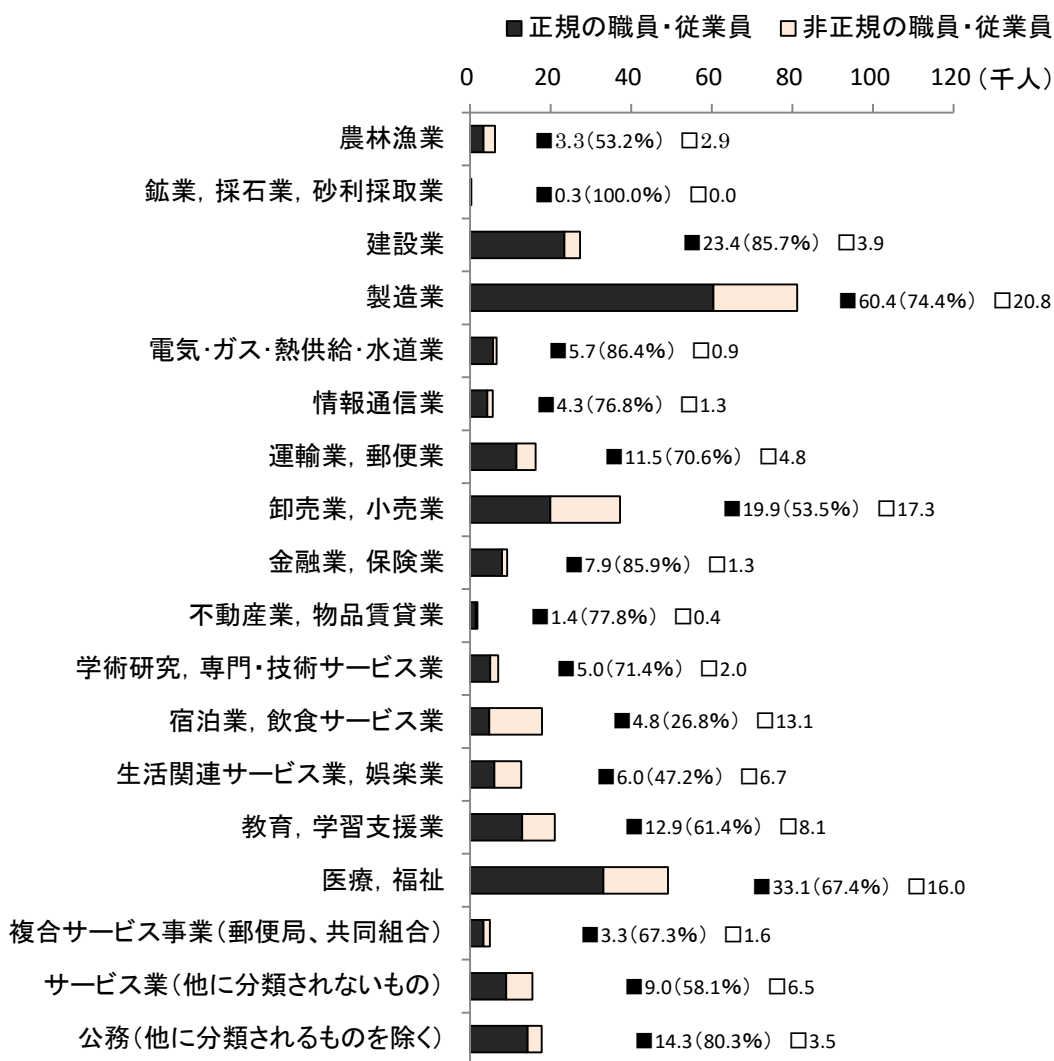 ■正規の職員・従業員 □非正規の職員・従業員
0 20 40 60 80 100 120 (千人)
農林漁業 ■3.3(53.2%) □2.9
鉱業, 採石業, 砂利採取業 ■0.3(100.0%) □0.0
建設業 ■23.4(85.7%) □3.9
製造業 ■60.4(74.4%) □20.8
電気・ガス・熱供給・水道業 ■5.7(86.4%) □0.9
情報通信業 ■4.3(76.8%) □1.3
運輸業, 郵便業 ■11.5(70.6%) □4.8
卸売業, 小売業 ■19.9(53.5%) □17.3
金融業, 保険業 ■7.9(85.9%) □1.3
不動産業, 物品賃貸業 ■1.4(77.8%) □0.4
学術研究, 専門・技術サービス業 ■5.0(71.4%) □2.0
宿泊業, 飲食サービス業 ■4.8(26.8%) □13.1
生活関連サービス業, 娯楽業 ■6.0(47.2%) □6.7
教育, 学習支援業 ■12.9(61.4%) □8.1
医療, 福祉 ■33.1(67.4%) □16.0
複合サービス事業(郵便局、共同組合) ■3.3(67.3%) □1.6
サービス業(他に分類されないもの) ■9.0(58.1%) □6.5
公務(他に分類されるものを除く) ■14.3(80.3%) □3.5